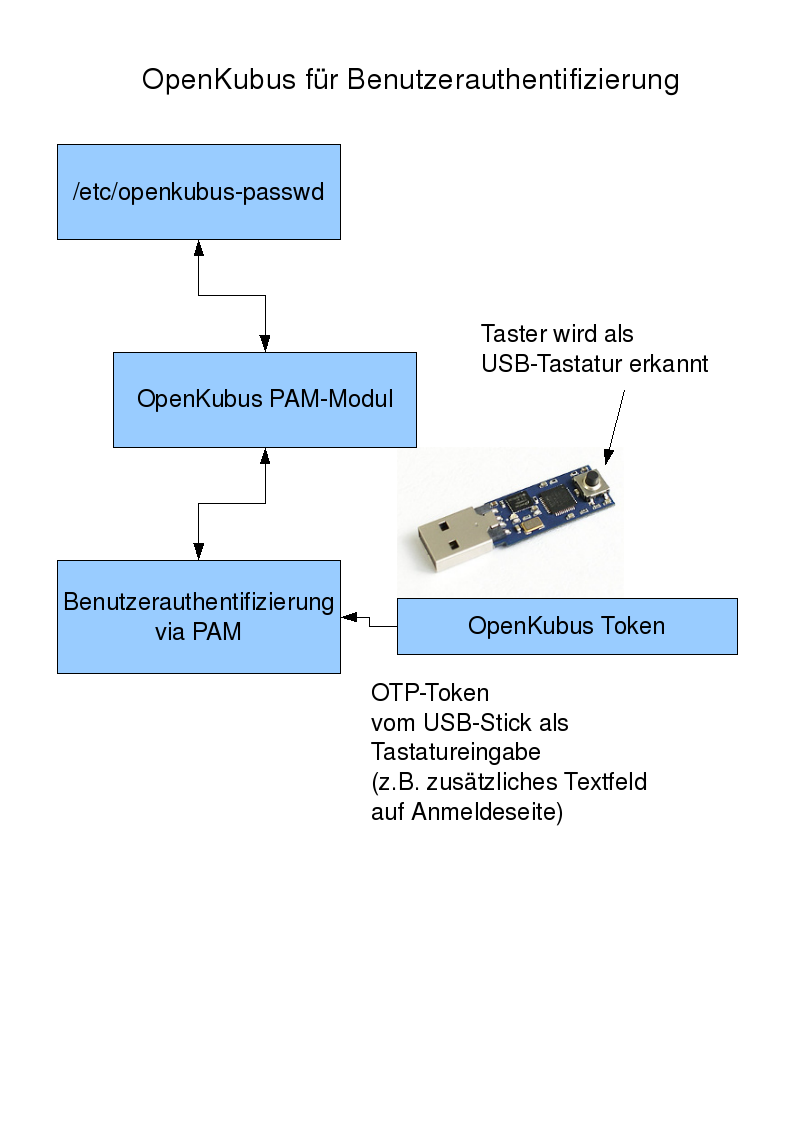 OpenKubus für Benutzerauthentifizierung
/etc/openkubus-passwd
Taster wird als
USB-Tastatur erkannt
OpenKubus PAM-Modul
Benutzerauthentifizierung
via PAM
OpenKubus Token
OTP-Token
vom USB-Stick als
Tastatureingabe
(z.B. zusätzliches Textfeld
auf Anmeldeseite)